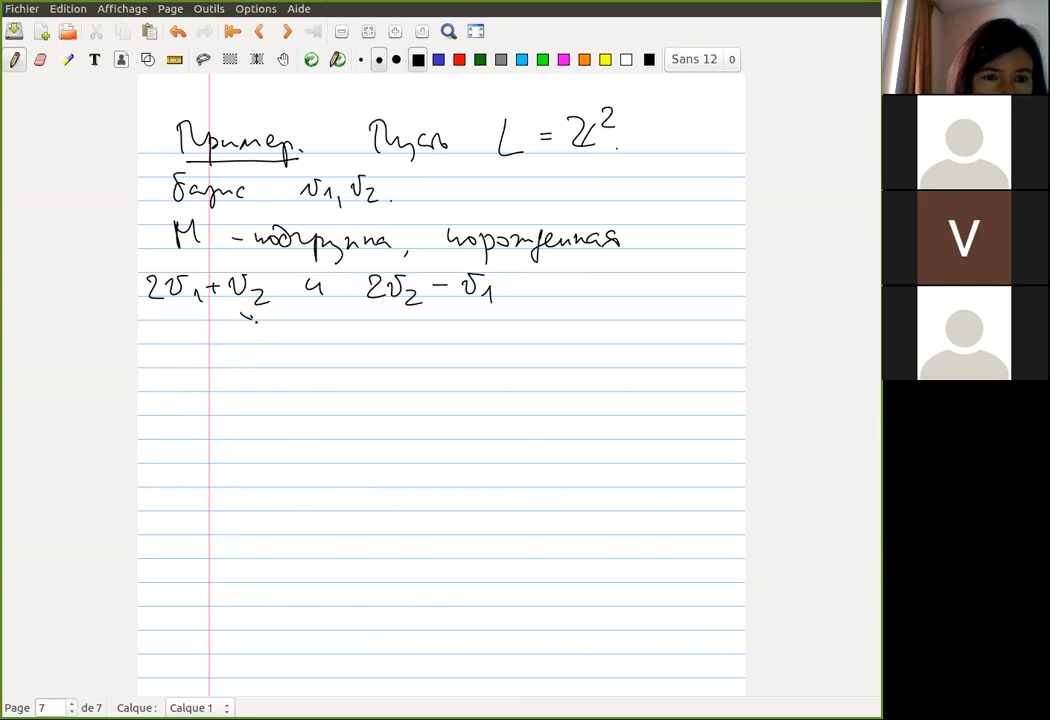 Fichier Edition Affichage Page Outils Options Aide
Sans 12 0
Пример. Пусть L = ℤ².
базис v₁, v₂.
M - подгруппа, порожденная
2v₁ + v₂ и 2v₂ - v₁
V
Page 7 de 7 Calque : Calque 1